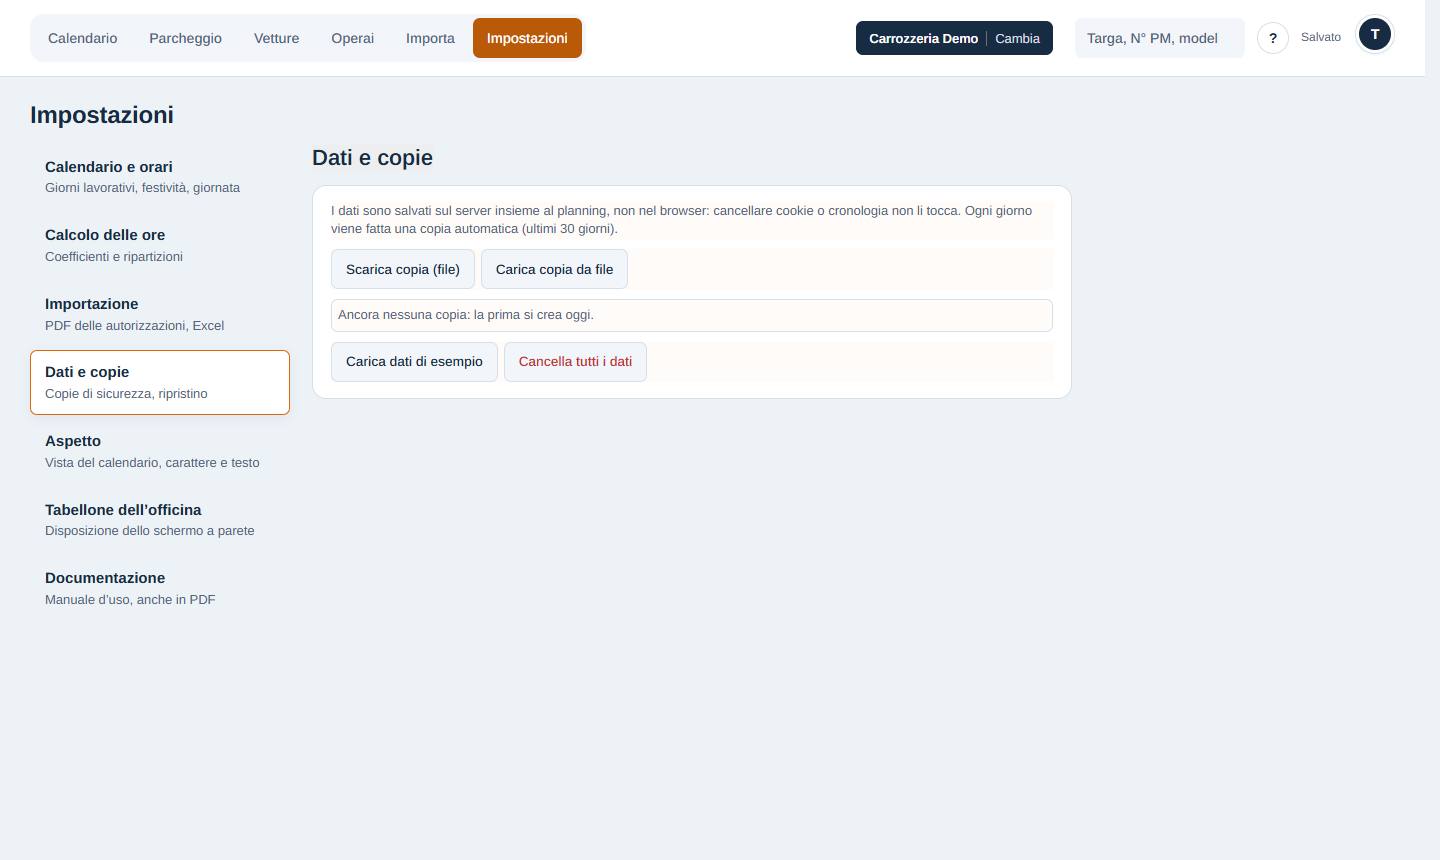 Calendario
Parcheggio
Vetture
Operai
Importa
Impostazioni
Carrozzeria Demo
Cambia
Targa, N° PM, model
?
Salvato
T
Impostazioni
Calendario e orari
Giorni lavorativi, festività, giornata
Calcolo delle ore
Coefficienti e ripartizioni
Importazione
PDF delle autorizzazioni, Excel
Dati e copie
Copie di sicurezza, ripristino
Aspetto
Vista del calendario, carattere e testo
Tabellone dell’officina
Disposizione dello schermo a parete
Documentazione
Manuale d’uso, anche in PDF
Dati e copie
I dati sono salvati sul server insieme al planning, non nel browser: cancellare cookie o cronologia non li tocca. Ogni giorno
viene fatta una copia automatica (ultimi 30 giorni).
Scarica copia (file)
Carica copia da file
Ancora nessuna copia: la prima si crea oggi.
Carica dati di esempio
Cancella tutti i dati